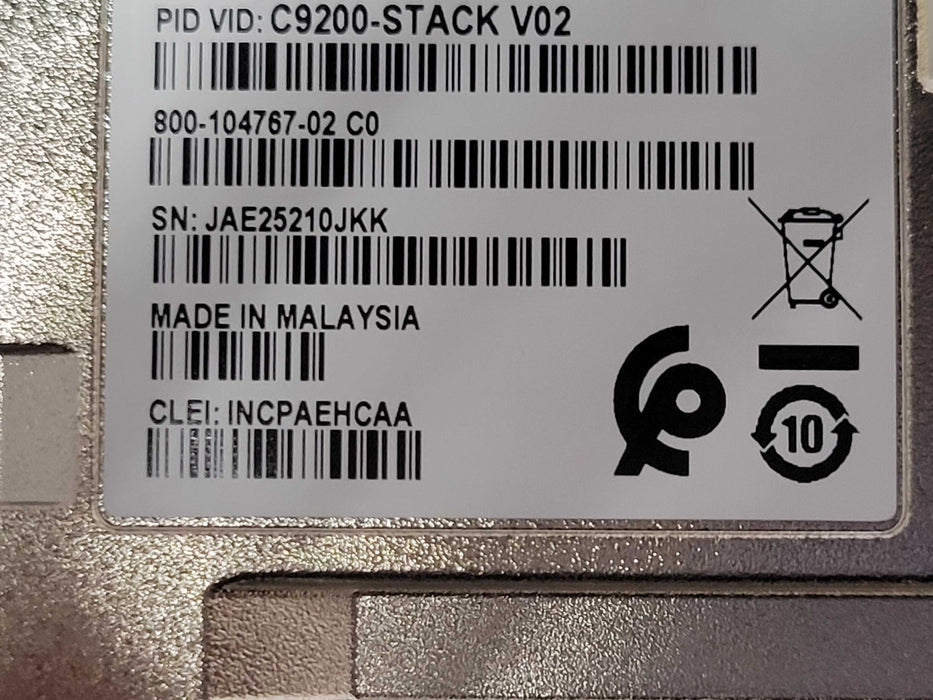 PID VID: C9200-STACK V02
800-104767-02 C0
SN: JAE25210JKK
MADE IN MALAYSIA
CLEI: INCPAEHCAA
10